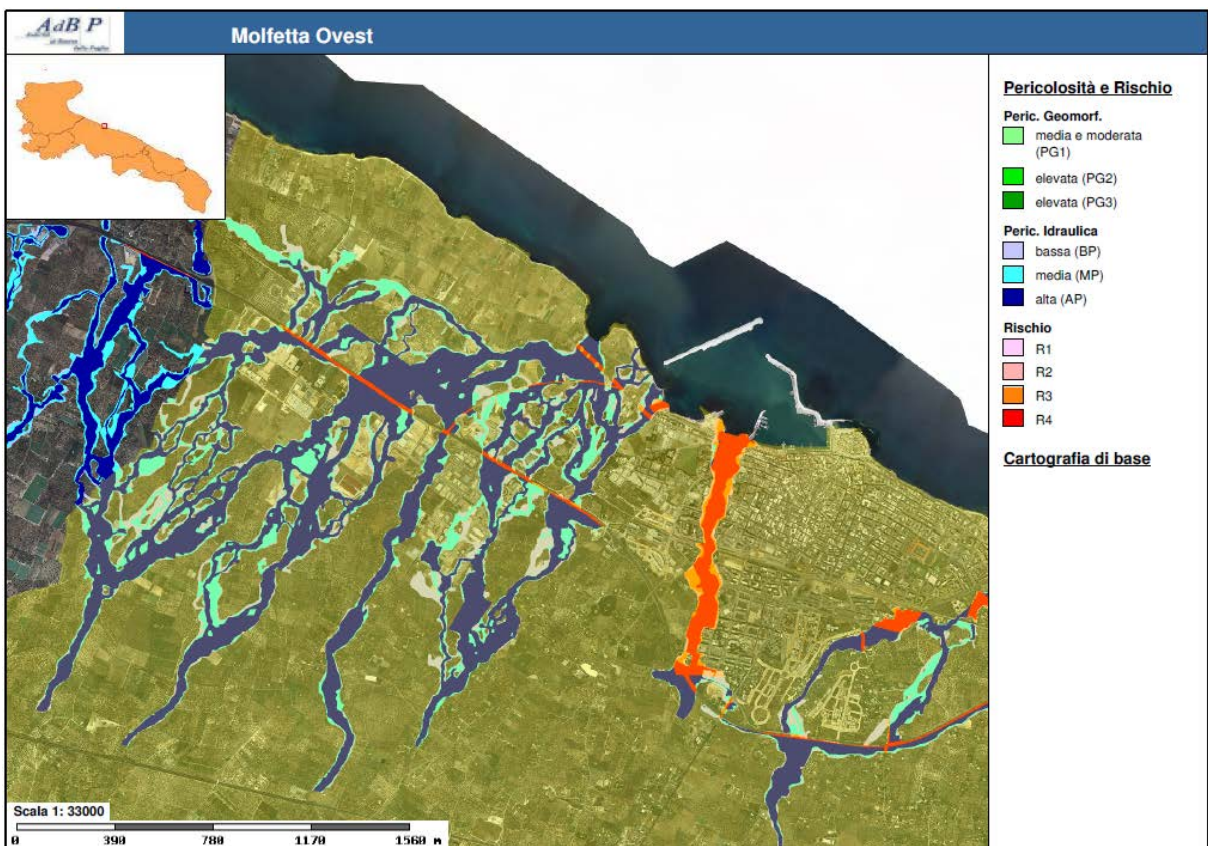 AdB P
Molfetta Ovest
Pericolosità e Rischio
Peric. Geomorf.
media e moderata
(PG1)
elevata (PG2)
elevata (PG3)
Peric. Idraulica
bassa (BP)
media (MP)
alta (AP)
Rischio
R1
R2
R3
R4
Cartografia di base
Scala 1: 33000
0 390 780 1170 1560 m